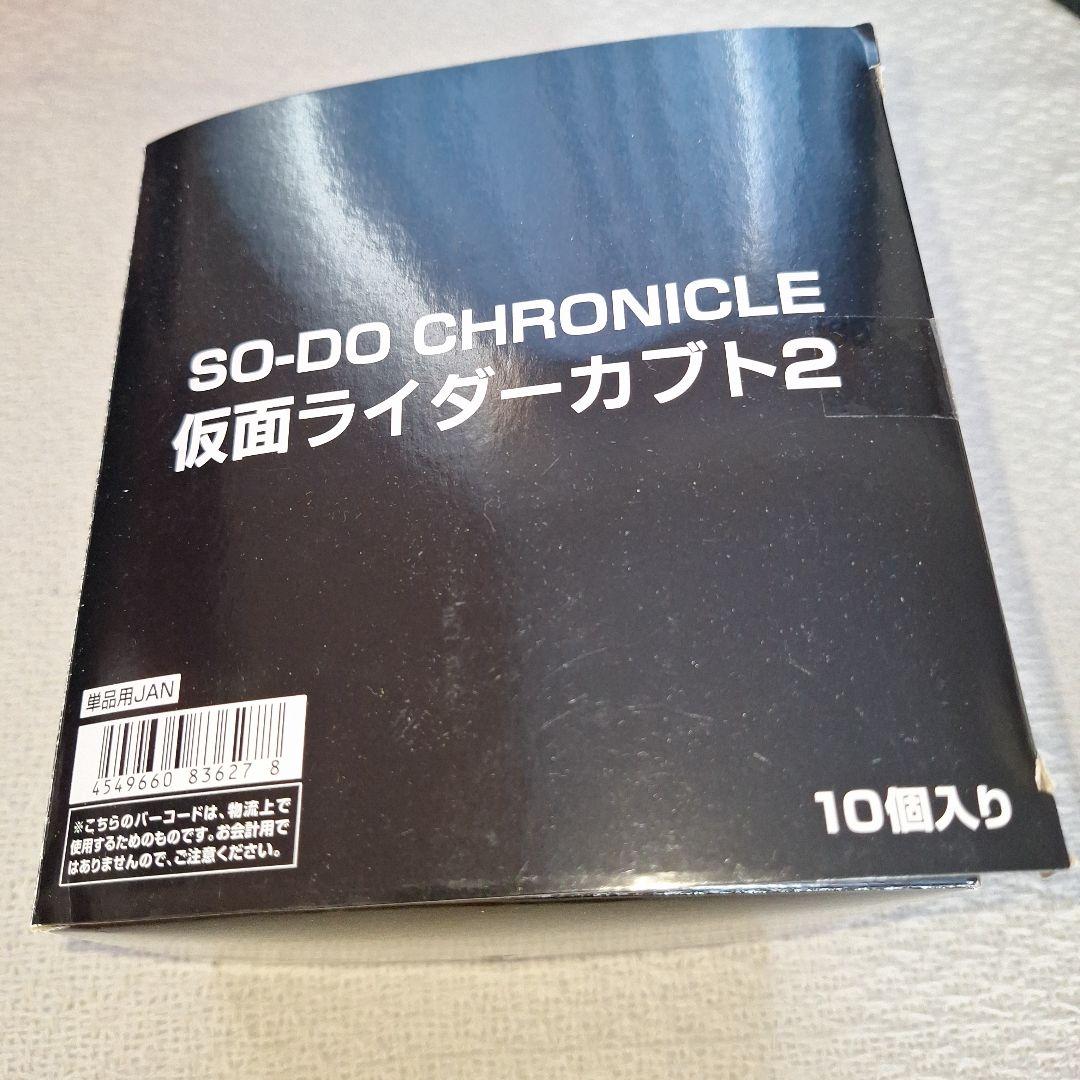 SO-DO CHRONICLE
仮面ライダーカブト2
単品用JAN
4549660 83627 8
※こちらのバーコードは、物流上で
使用するためのものです。お会計用で
はありませんので、ご注意ください。
10個入り